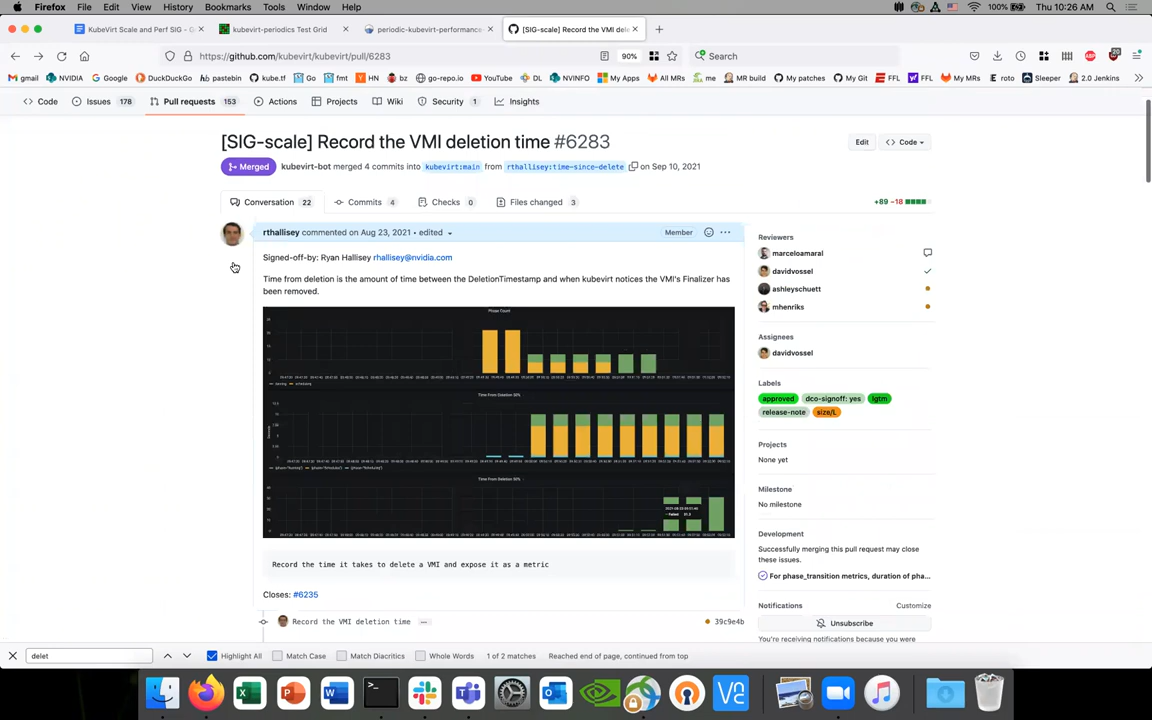 Firefox File Edit View History Bookmarks Tools Window Help 100% Thu 10:26 AM
KubeVirt Scale and Perf SIG - G kubevirt-periodics Test Grid periodic-kubevirt-performance [SIG-scale] Record the VMI dele
https://github.com/kubevirt/kubevirt/pull/6283 90% Search
gmail NVIDIA Google DuckDuckGo pastebin kube.tf Go fmt HN bz go-repo.io YouTube DL NVINFO My Apps All MRs me MR build My patches My Git FFL FFL My MRs roto Sleeper 2.0 Jenkins
Code Issues 178 Pull requests 153 Actions Projects Wiki Security 1 Insights
[SIG-scale] Record the VMI deletion time #6283
Edit Code
Merged kubevirt-bot merged 4 commits into kubevirt:main from rthallisey:time-since-delete on Sep 10, 2021
Conversation 22 Commits 4 Checks 0 Files changed 3 +89 −18
rthallisey commented on Aug 23, 2021 • edited Member
Signed-off-by: Ryan Hallisey rhallisey@nvidia.com
Time from deletion is the amount of time between the DeletionTimestamp and when kubevirt notices the VMI's Finalizer has
been removed.
Phase Count
Time From Deletion 50%
Time From Deletion 50%
Record the time it takes to delete a VMI and expose it as a metric
Closes: #6235
Record the VMI deletion time 39c9e4b
Reviewers
marceloamaral
davidvossel
ashleyschuett
mhenriks
Assignees
davidvossel
Labels
approved dco-signoff: yes lgtm
release-note size/L
Projects
None yet
Milestone
No milestone
Development
Successfully merging this pull request may close
these issues.
For phase_transition metrics, duration of pha...
Notifications Customize
Unsubscribe
You're receiving notifications because you were
delet Highlight All Match Case Match Diacritics Whole Words 1 of 2 matches Reached end of page, continued from top